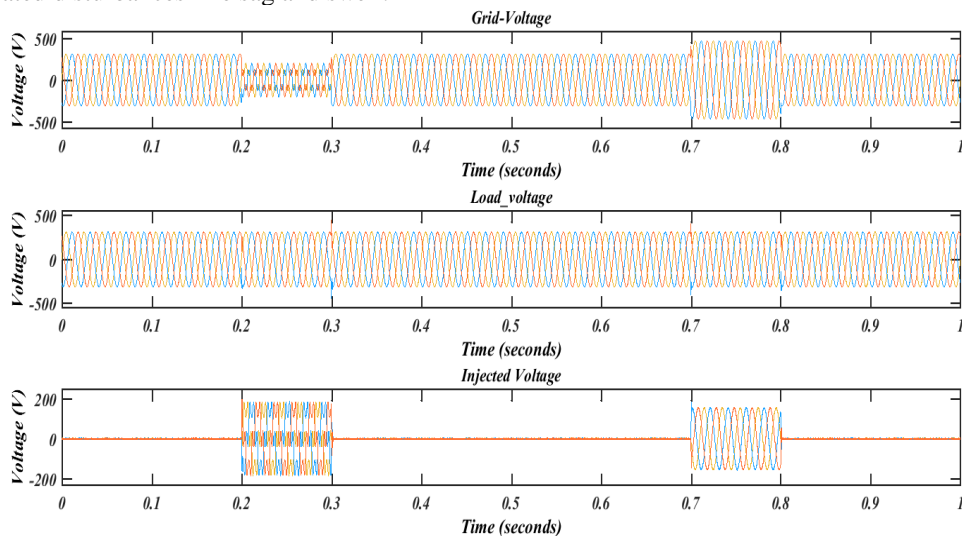 disturbances sag and swell.
Grid-Voltage
Voltage (V)
500
0
-500
0 0.1 0.2 0.3 0.4 0.5 0.6 0.7 0.8 0.9 1
Time (seconds)
Load_voltage
Voltage (V)
500
0
-500
0 0.1 0.2 0.3 0.4 0.5 0.6 0.7 0.8 0.9 1
Time (seconds)
Injected Voltage
Voltage (V)
200
0
-200
0 0.1 0.2 0.3 0.4 0.5 0.6 0.7 0.8 0.9 1
Time (seconds)